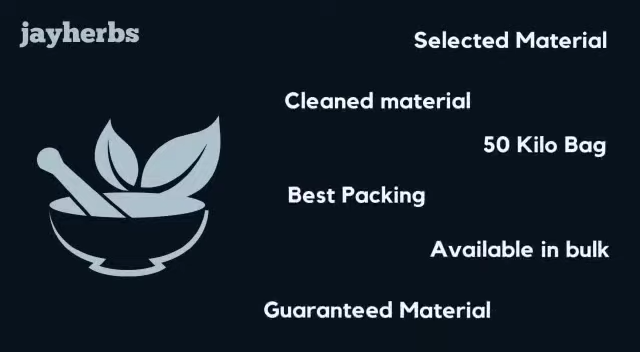 jayherbs
Selected Material
Cleaned material
50 Kilo Bag
Best Packing
Available in bulk
Guaranteed Material